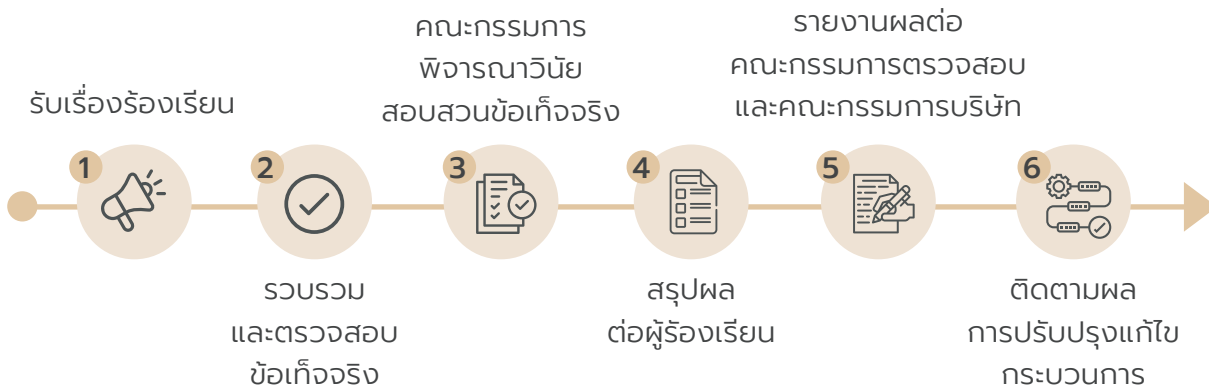 1
รับเรื่องร้องเรียน
2
รวบรวม
และตรวจสอบ
ข้อเท็จจริง
3
คณะกรรมการ
พิจารณาวินัย
สอบสวนข้อเท็จจริง
4
สรุปผล
ต่อผู้ร้องเรียน
5
รายงานผลต่อ
คณะกรรมการตรวจสอบ
และคณะกรรมการบริษัท
6
ติดตามผล
การปรับปรุงแก้ไข
กระบวนการ